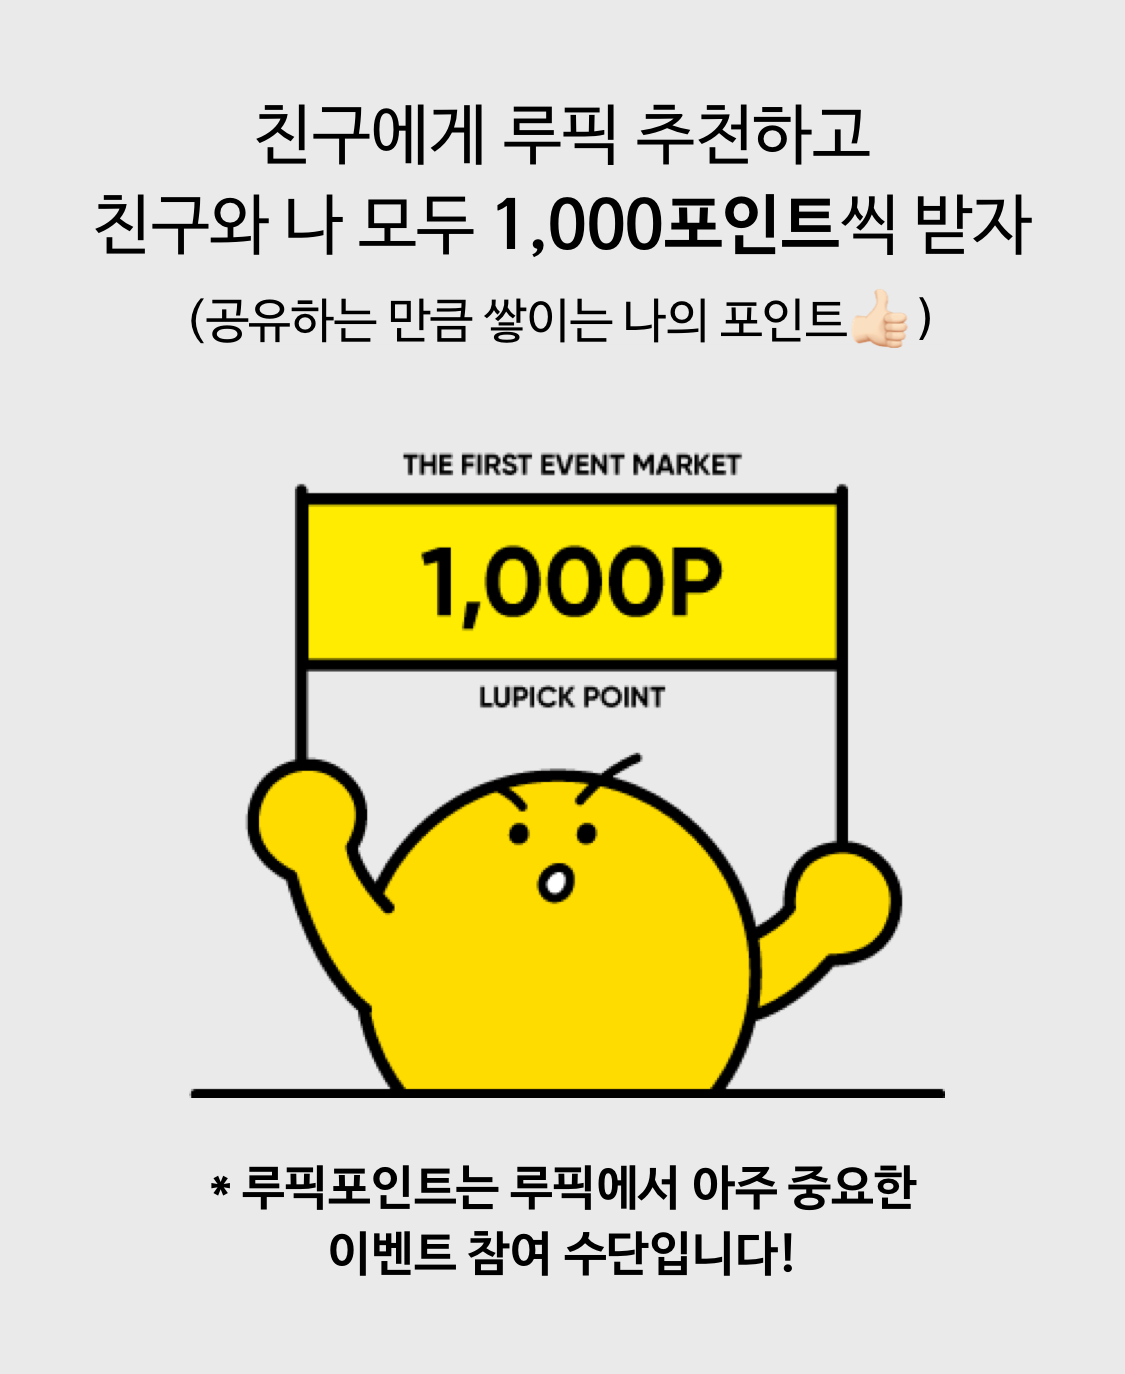 친구에게 루픽 추천하고
친구와 나 모두 1,000포인트씩 받자
(공유하는 만큼 쌓이는 나의 포인트👍🏻)
THE FIRST EVENT MARKET
1,000P
LUPICK POINT
* 루픽포인트는 루픽에서 아주 중요한
이벤트 참여 수단입니다!